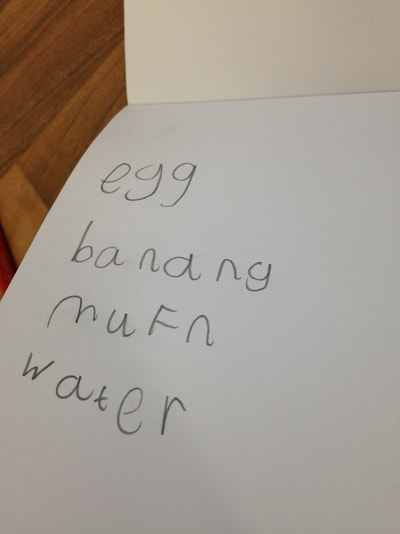 egg
banang
muFn
water